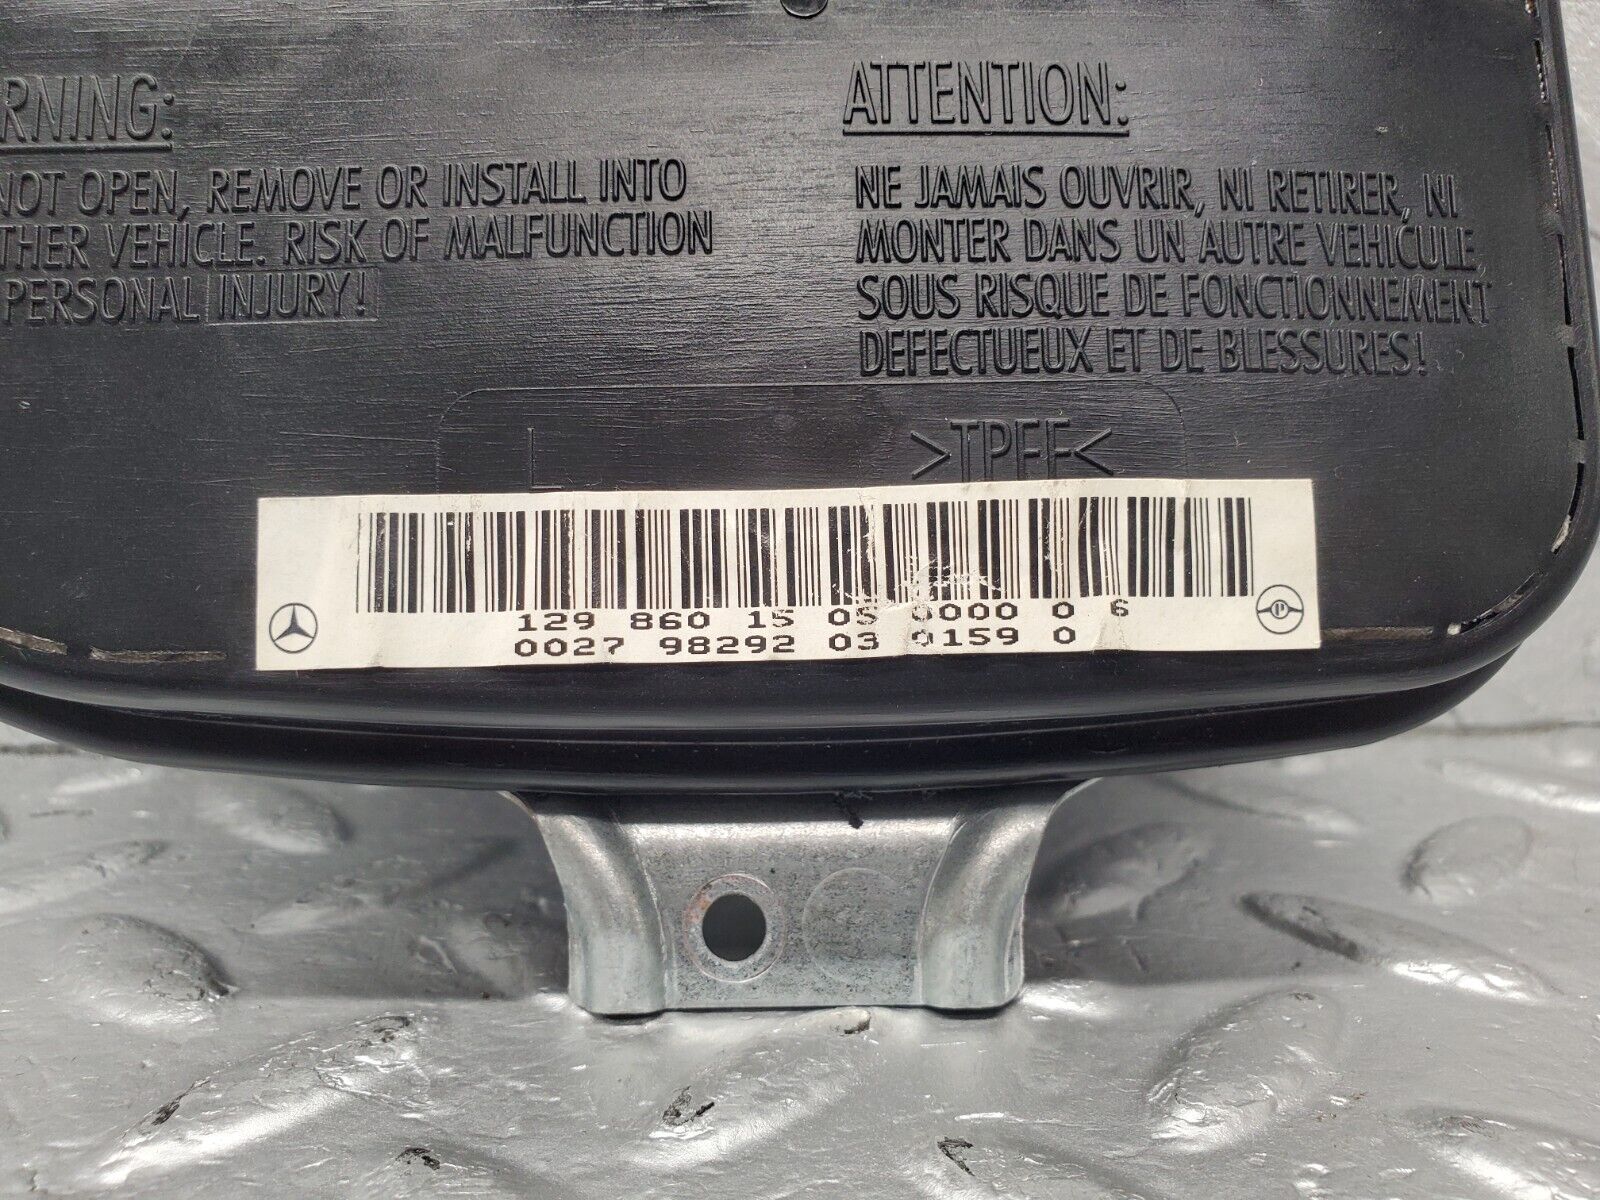 RNING:
NOT OPEN, REMOVE OR INSTALL INTO
THER VEHICLE. RISK OF MALFUNCTION
PERSONAL INJURY!
ATTENTION:
NE JAMAIS OUVRIR, NI RETIRER, NI
MONTER DANS UN AUTRE VEHICULE,
SOUS RISQUE DE FONCTIONNEMENT
DEFECTUEUX ET DE BLESSURES!
L
>TPEE<
129 860 15 05 0000 0 6
0027 98292 03 0159 0
P